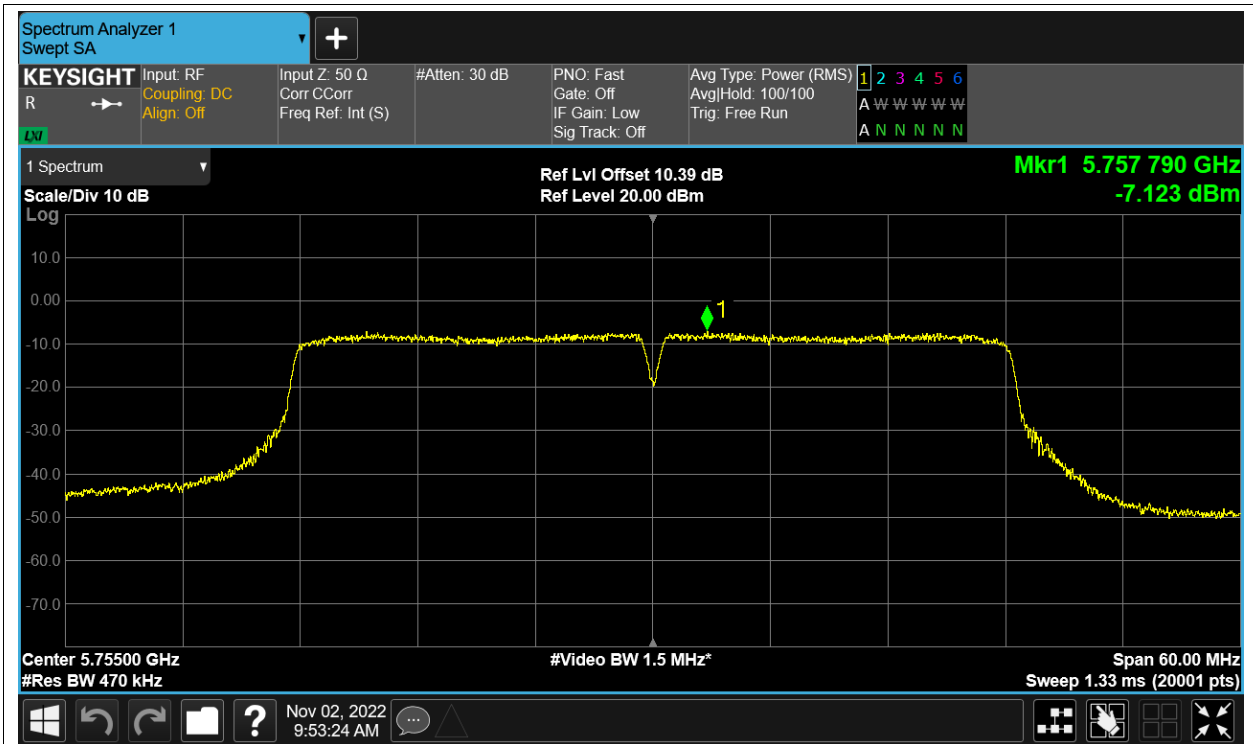 Spectrum Analyzer 1
Swept SA
KEYSIGHT
R
LXI
Input: RF
Coupling: DC
Align: Off
Input Z: 50 Ω
Corr CCorr
Freq Ref: Int (S)
#Atten: 30 dB
PNO: Fast
Gate: Off
IF Gain: Low
Sig Track: Off
Avg Type: Power (RMS)
Avg|Hold: 100/100
Trig: Free Run
1 2 3 4 5 6
A W W W W W
A N N N N N
1 Spectrum
Scale/Div 10 dB
Log
Ref Lvl Offset 10.39 dB
Ref Level 20.00 dBm
Mkr1 5.757 790 GHz
-7.123 dBm
10.0
0.00
1
-10.0
-20.0
-30.0
-40.0
-50.0
-60.0
-70.0
Center 5.75500 GHz
#Res BW 470 kHz
#Video BW 1.5 MHz*
Span 60.00 MHz
Sweep 1.33 ms (20001 pts)
?
Nov 02, 2022
9:53:24 AM